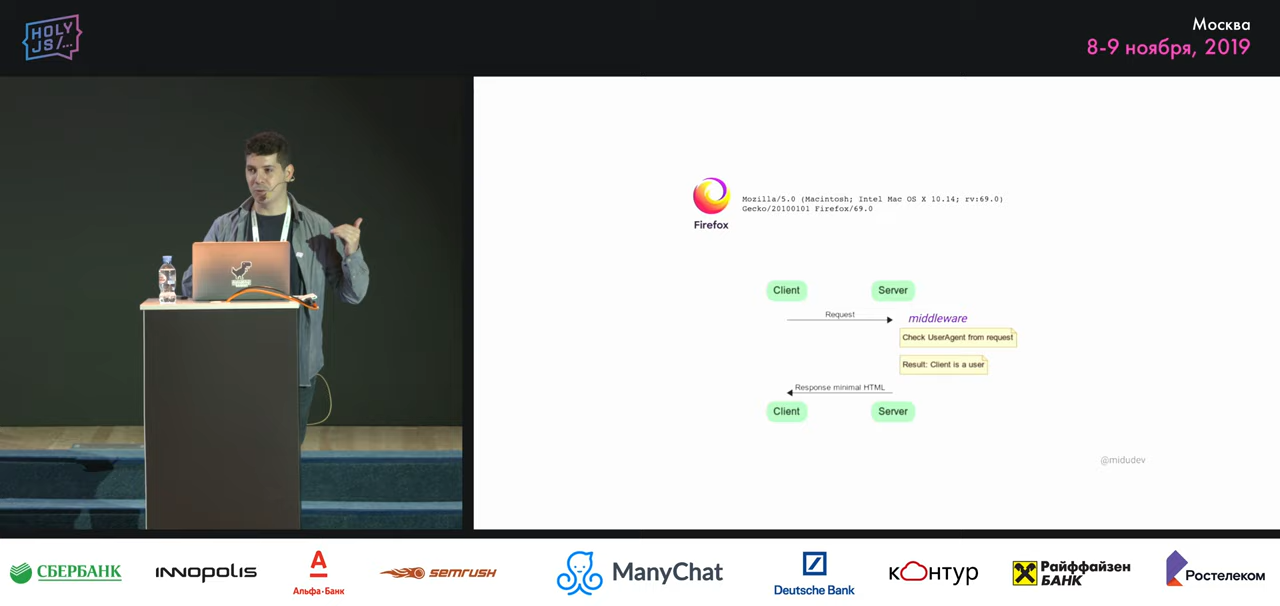 HOLY
JS/...
Москва
8-9 ноября, 2019
Mozilla/5.0 (Macintosh; Intel Mac OS X 10.14; rv:69.0)
Gecko/20100101 Firefox/69.0
Firefox
Client
Server
Request
middleware
Check UserAgent from request
Result: Client is a user
Response minimal HTML
Client
Server
@midudev
СБЕРБАНК
INNOPOLIS
А
Альфа·Банк
SEMRUSH
ManyChat
Deutsche Bank
КОНТУР
Райффайзен
БАНК
Ростелеком